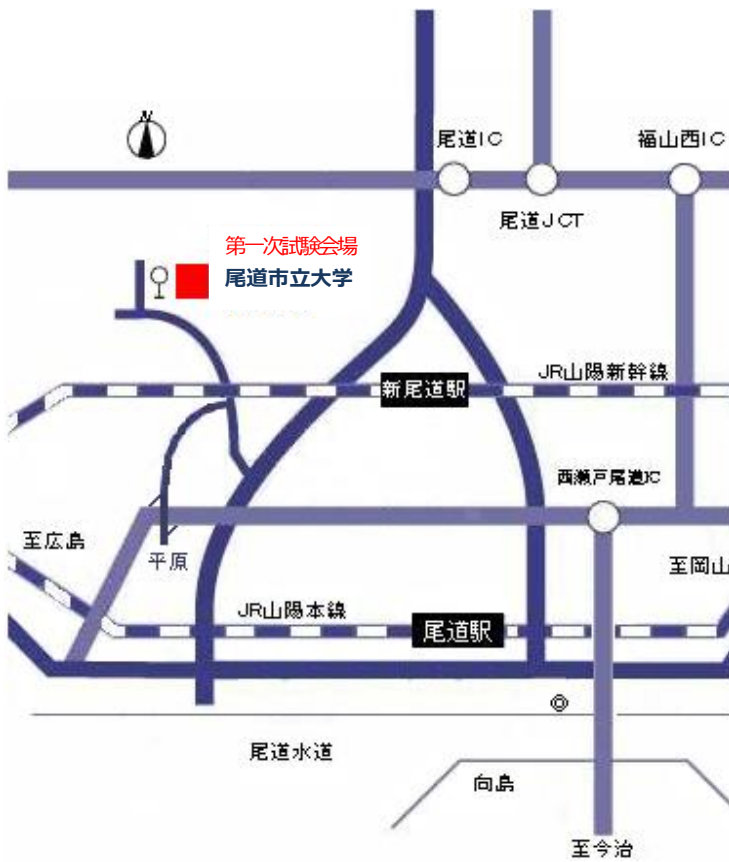 N
尾道IC
福山西IC
尾道JCT
第一次試験会場
尾道市立大学
JR山陽新幹線
新尾道駅
西瀬戸尾道IC
至広島
平原
至岡山
JR山陽本線
尾道駅
尾道水道
向島
至今治